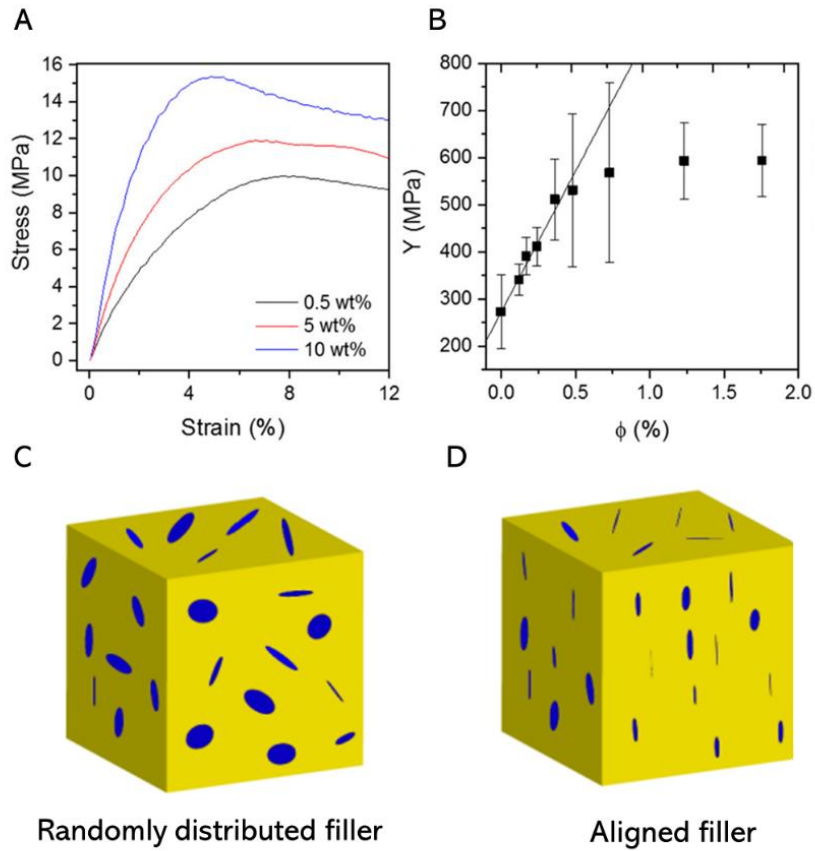 A
B
Stress (MPa)
16
14
12
10
8
6
4
2
0
0
4
8
12
Strain (%)
0.5 wt%
5 wt%
10 wt%
Y (MPa)
800
700
600
500
400
300
200
0.0
0.5
1.0
1.5
2.0
ϕ (%)
C
D
Randomly distributed filler
Aligned filler